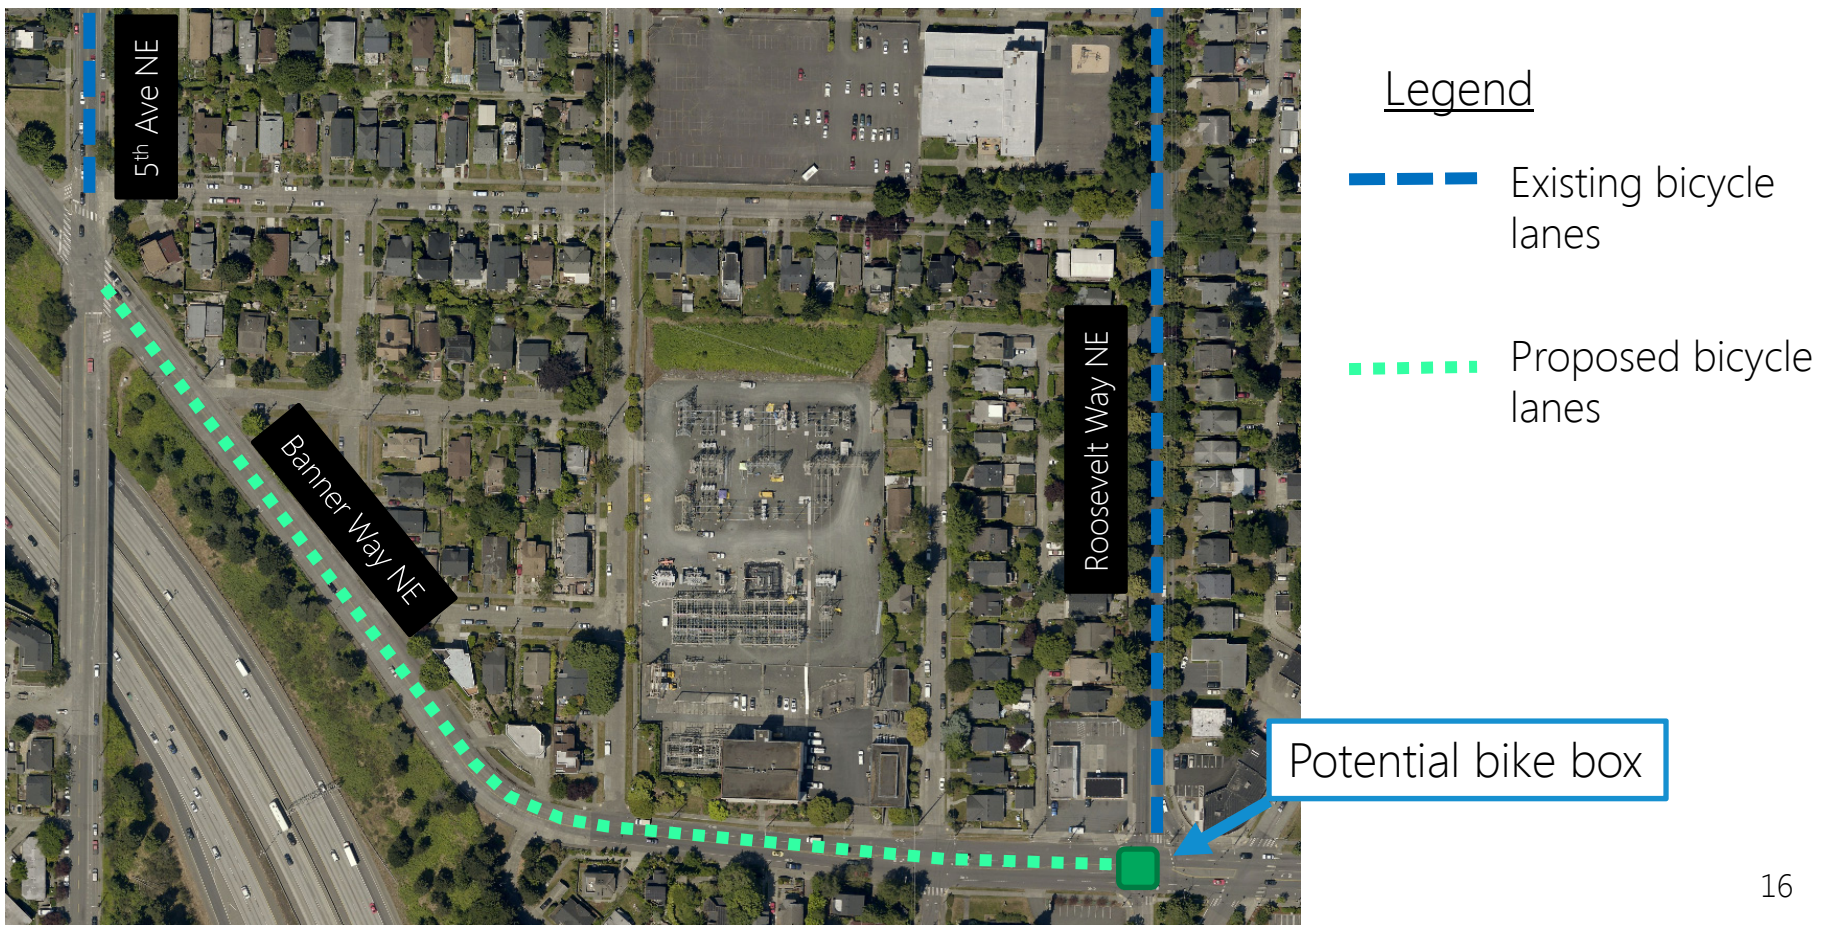 5th Ave NE
Banner Way NE
Roosevelt Way NE
Legend
Existing bicycle
lanes
Proposed bicycle
lanes
Potential bike box
16